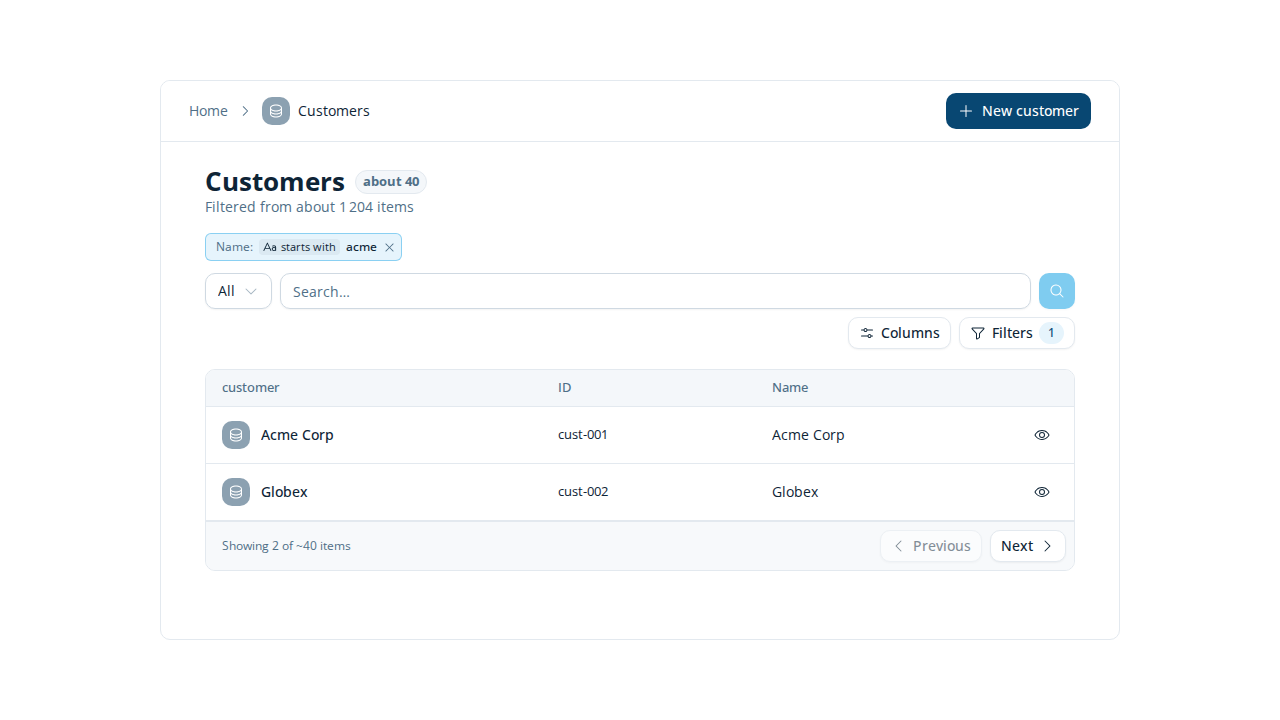 Home Customers New customer
Customers about 40
Filtered from about 1 204 items
Name: Aa starts with acme
All Search...
Columns Filters 1
customer ID Name
Acme Corp cust-001 Acme Corp
Globex cust-002 Globex
Showing 2 of ~40 items Previous Next